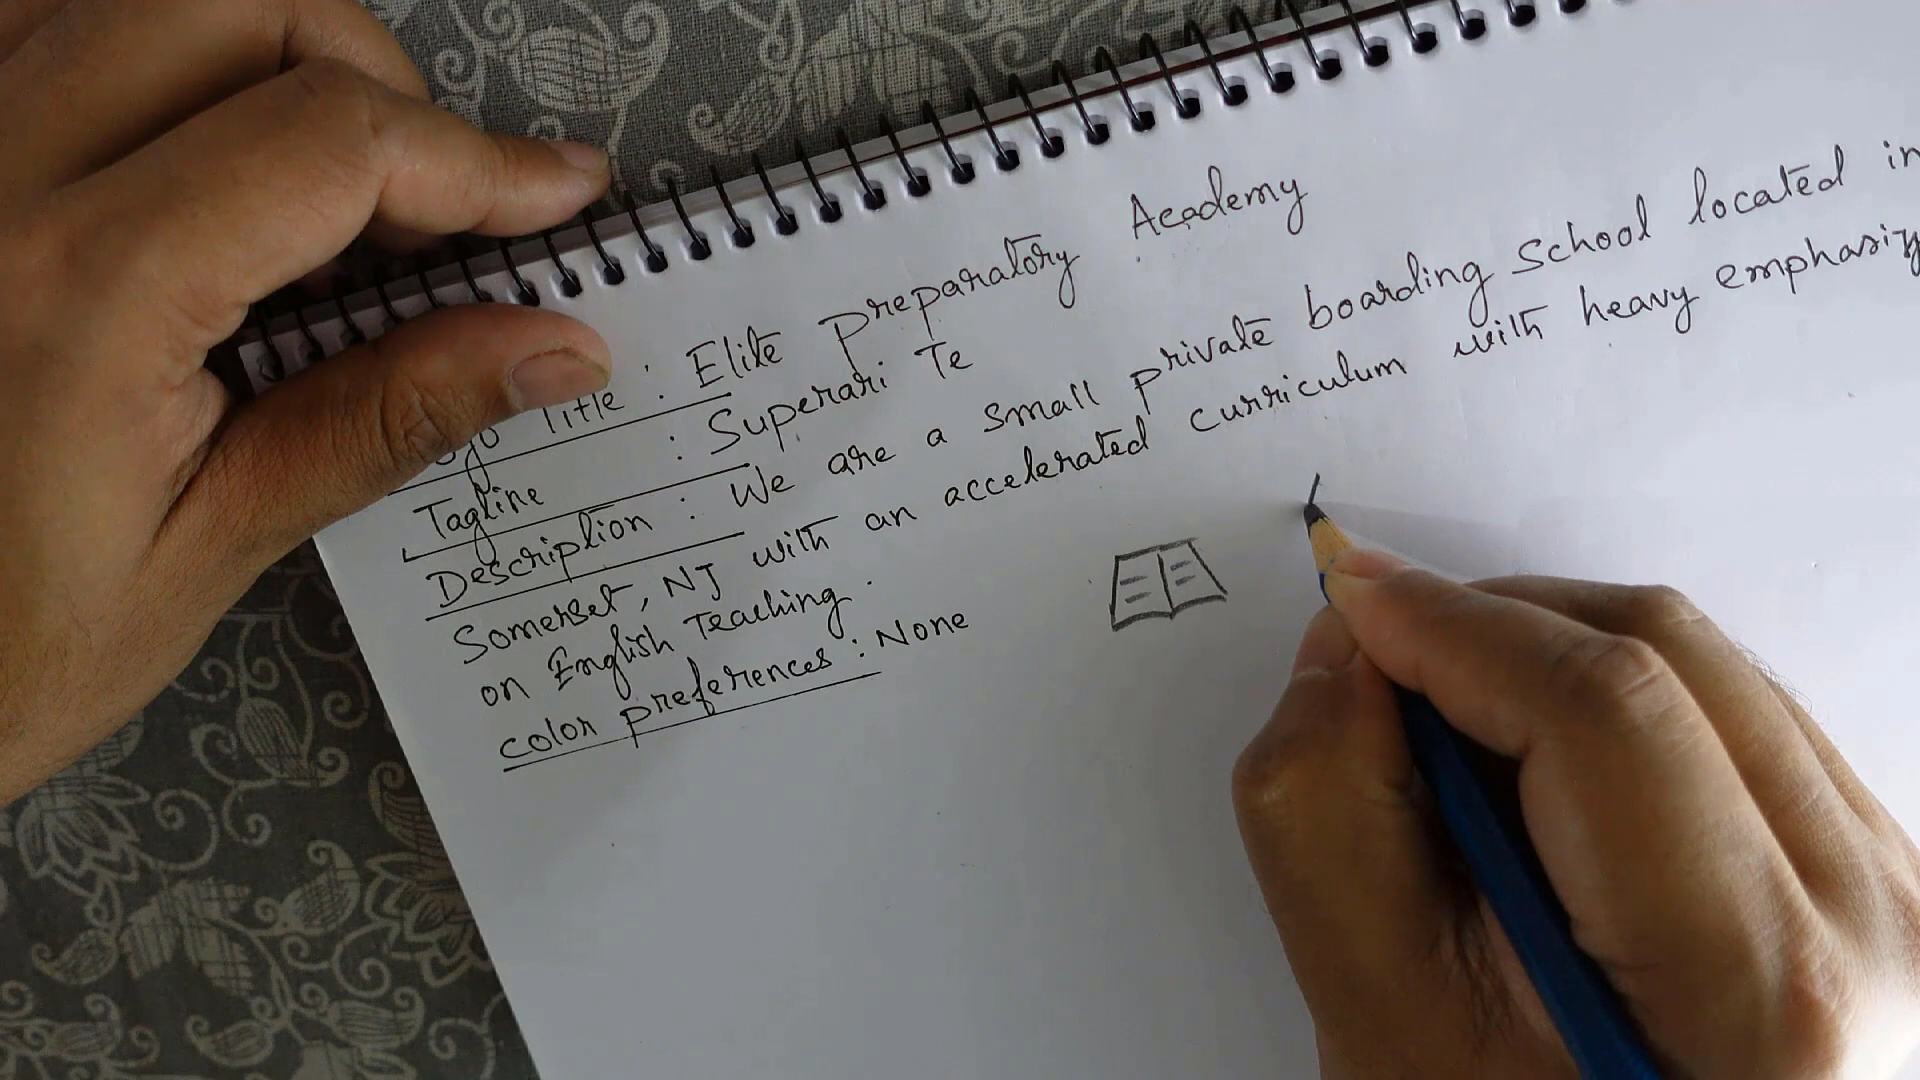 Title : Elite Preparatory Academy
Tagline : Superari Te
Description : We are a small private boarding School located in
Somerset, NJ with an accelerated curriculum with heavy
on English Teaching.
color preferences : None